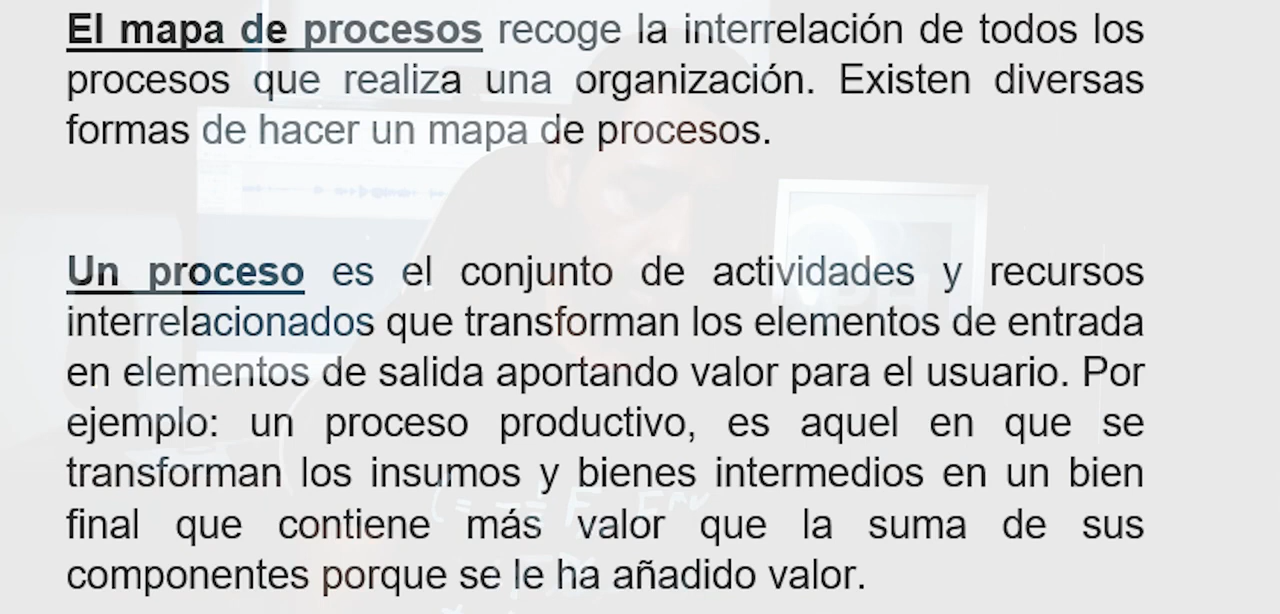 El mapa de procesos recoge la interrelación de todos los
procesos que realiza una organización. Existen diversas
formas de hacer un mapa de procesos.
Un proceso es el conjunto de actividades y recursos
interrelacionados que transforman los elementos de entrada
en elementos de salida aportando valor para el usuario. Por
ejemplo: un proceso productivo, es aquel en que se
transforman los insumos y bienes intermedios en un bien
final que contiene más valor que la suma de sus
componentes porque se le ha añadido valor.